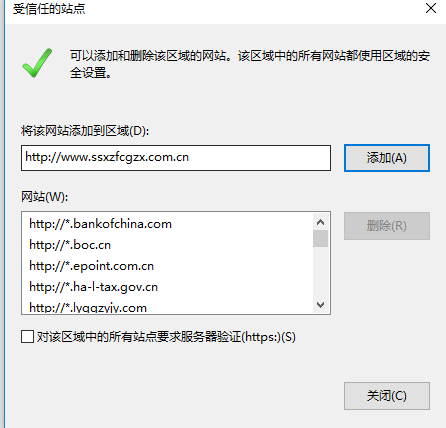 受信任的站点
可以添加和删除该区域的网站。该区域中的所有网站都使用区域的安
全设置。
将该网站添加到区域(D):
http://www.ssxzfcgzx.com.cn
添加(A)
网站(W):
http://*.bankofchina.com
http://*.boc.cn
http://*.epoint.com.cn
http://*.ha-l-tax.gov.cn
http://*.lyggzyjy.com
删除(R)
对该区域中的所有站点要求服务器验证(https:)(S)
关闭(C)